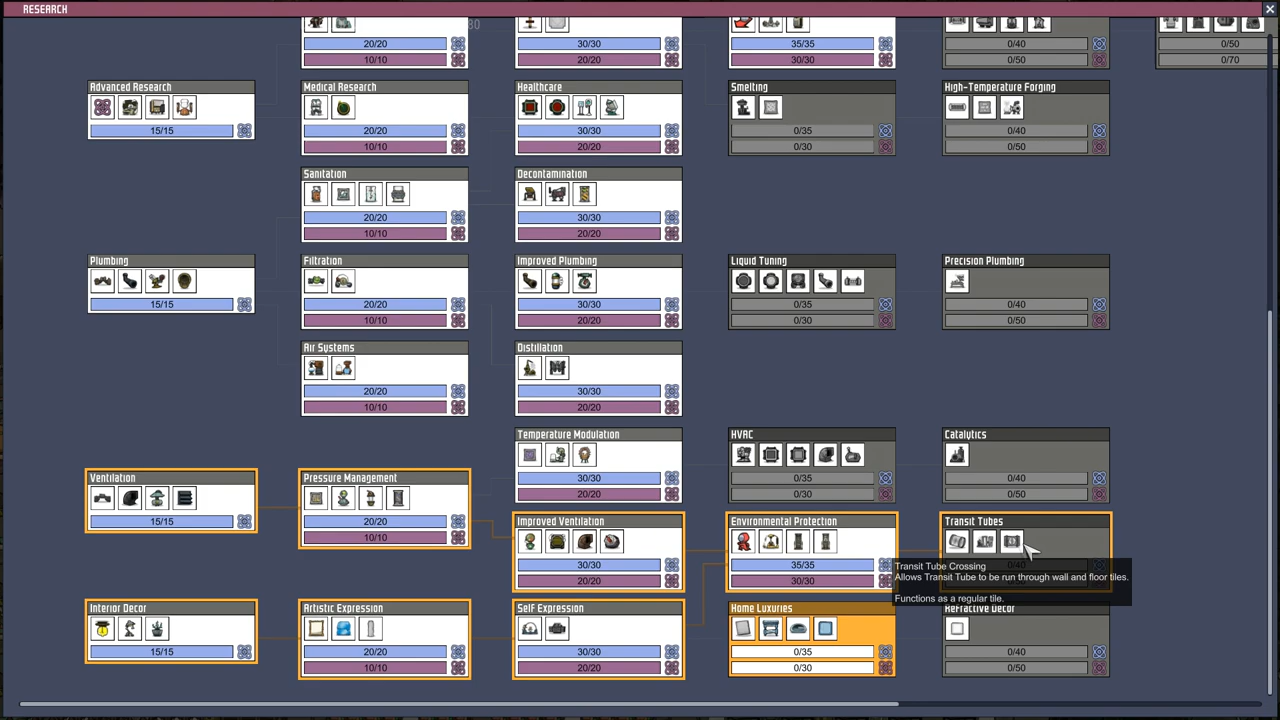 RESEARCH
30
20/20
30/30
35/35
0/40
0/50
10/10
20/20
30/30
0/50
0/70
Advanced Research
Medical Research
Healthcare
Smelting
High-Temperature Forging
15/15
20/20
30/30
0/35
0/40
10/10
20/20
0/30
0/50
Sanitation
Decontamination
20/20
30/30
10/10
20/20
Plumbing
Filtration
Improved Plumbing
Liquid Tuning
Precision Plumbing
15/15
20/20
30/30
0/35
0/40
10/10
20/20
0/30
0/50
Air Systems
Distillation
20/20
30/30
10/10
20/20
Temperature Modulation
HVAC
Catalytics
30/30
0/35
0/40
20/20
0/30
0/50
Ventilation
Pressure Management
15/15
20/20
10/10
Improved Ventilation
Environmental Protection
Transit Tubes
30/30
35/35
20/20
30/30
Transit Tube Crossing
Allows Transit Tube to be run through wall and floor tiles.
Functions as a regular tile.
Interior Decor
Artistic Expression
Self Expression
Home Luxuries
Refractive Decor
15/15
20/20
30/30
0/35
0/40
10/10
20/20
0/30
0/50